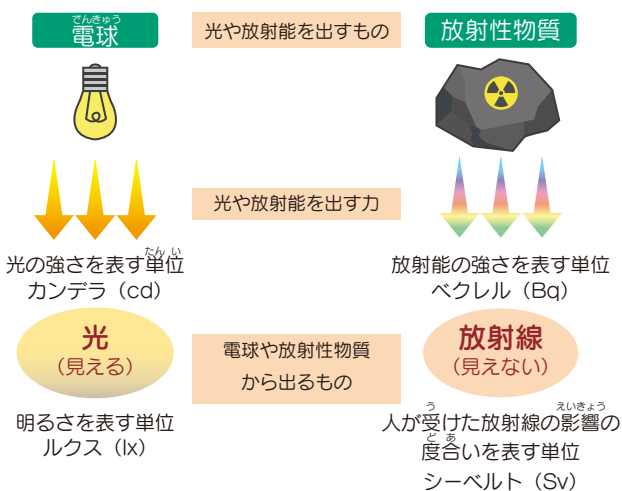 でんきゅう
電球
光や放射能を出すもの
放射性物質
光や放射能を出す力
たんい
光の強さを表す単位
カンデラ（cd）
放射能の強さを表す単位
ベクレル（Bq）
光
（見える）
電球や放射性物質
から出るもの
放射線
（見えない）
明るさを表す単位
ルクス（lx）
う えいきょう
人が受けた放射線の影響の
どあ
度合いを表す単位
シーベルト（Sv）